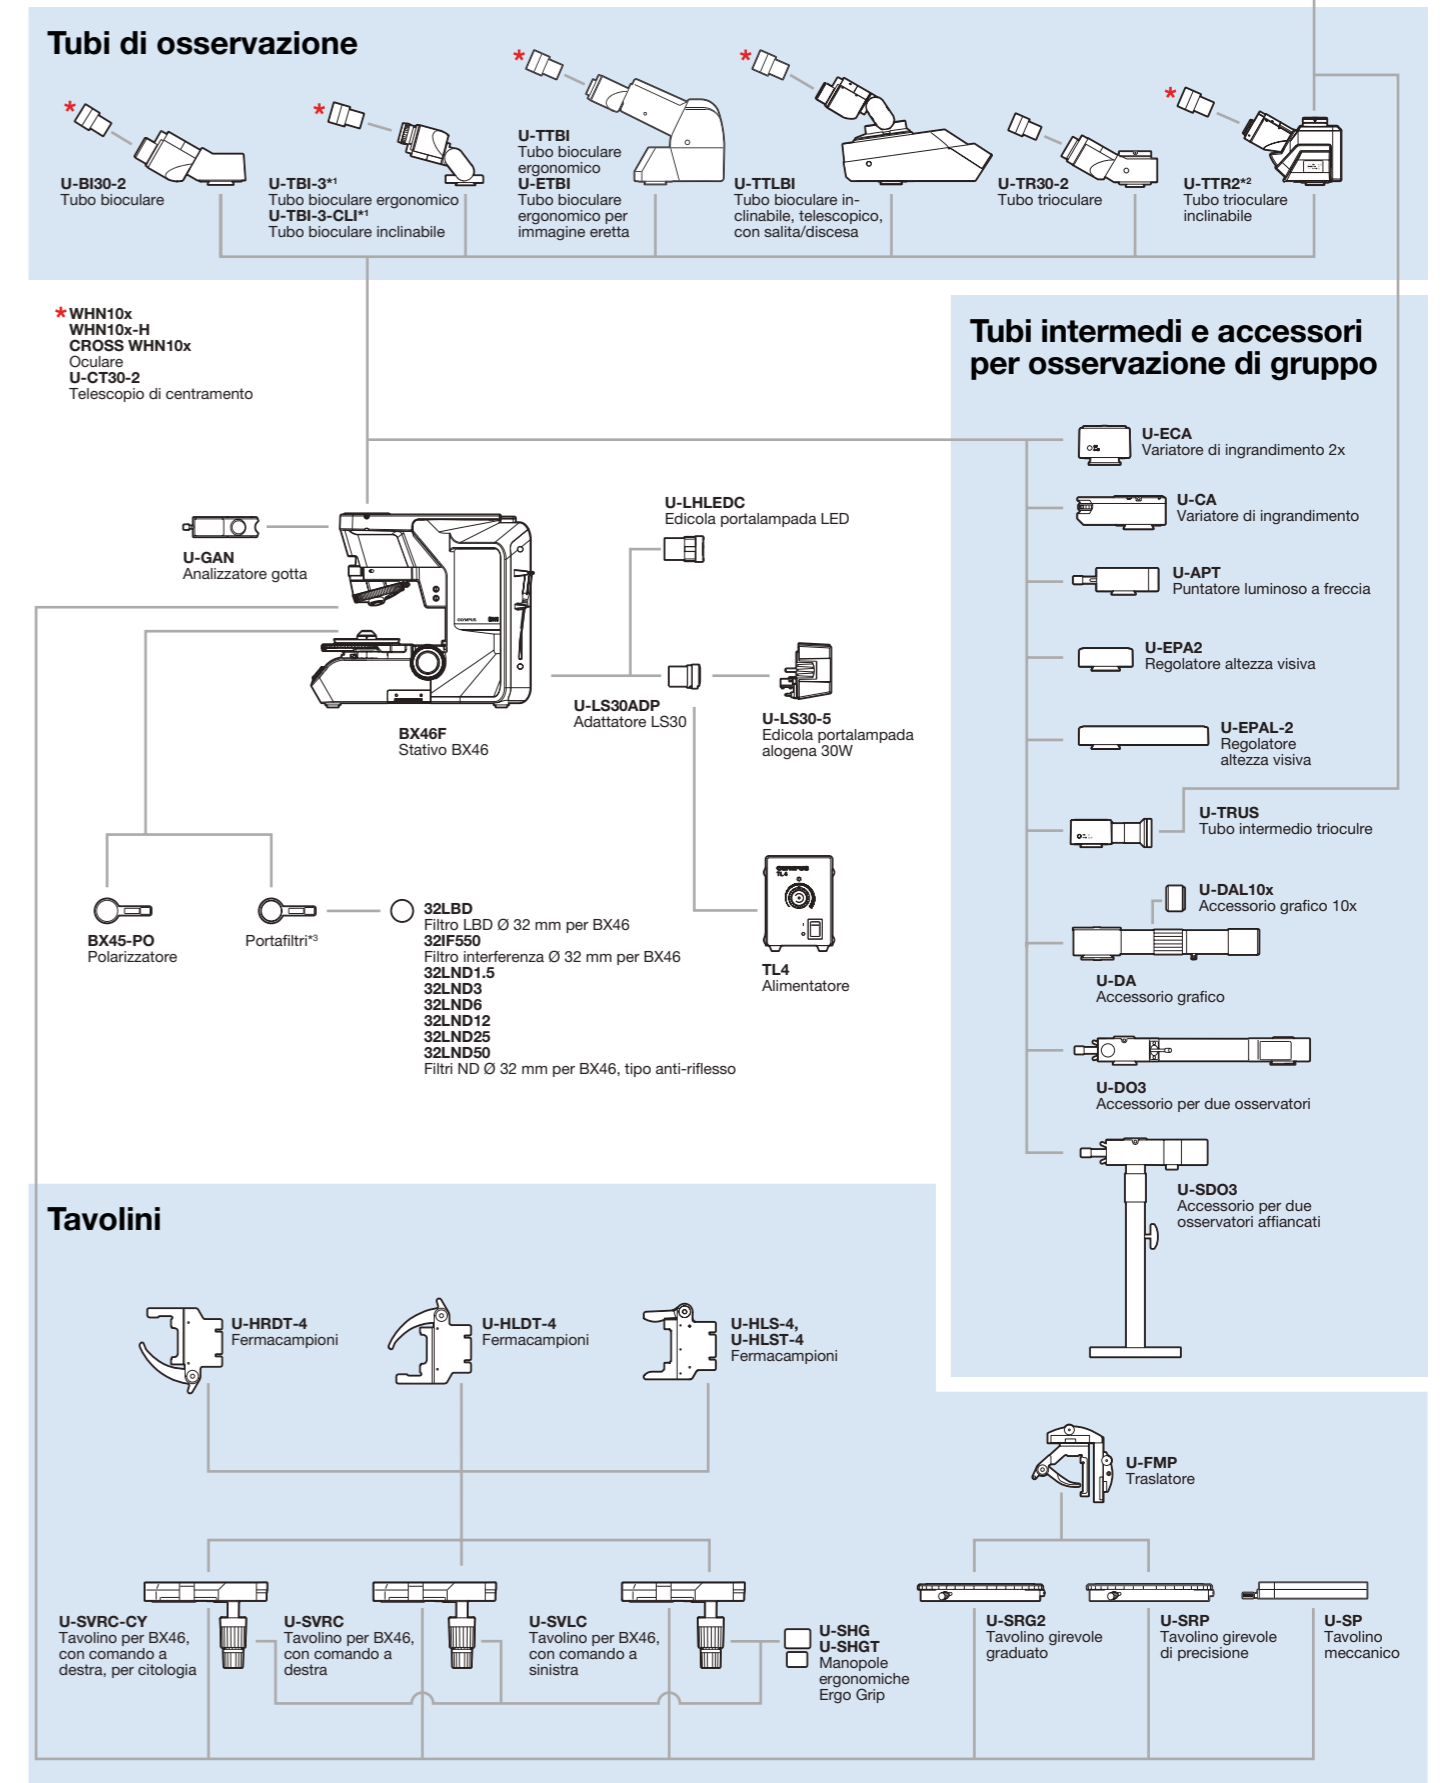 Tubi di osservazione
*
*
*
*
*
U-BI30-2
Tubo bioculare
U-TBI-3*1
Tubo bioculare ergonomico
U-TBI-3-CLI*1
Tubo bioculare inclinabile
U-TTBI
Tubo bioculare
ergonomico
U-ETBI
Tubo bioculare
ergonomico per
immagine eretta
U-TTLBI
Tubo bioculare in-
clinabile, telescopico,
con salita/discesa
U-TR30-2
Tubo trioculare
U-TTR2*2
Tubo trioculare
inclinabile
*WHN10x
WHN10x-H
CROSS WHN10x
Oculare
U-CT30-2
Telescopio di centramento
Tubi intermedi e accessori
per osservazione di gruppo
U-ECA
Variatore di ingrandimento 2x
U-CA
Variatore di ingrandimento
U-APT
Puntatore luminoso a freccia
U-EPA2
Regolatore altezza visiva
U-EPAL-2
Regolatore
altezza visiva
U-TRUS
Tubo intermedio trioculre
U-DAL10x
Accessorio grafico 10x
U-DA
Accessorio grafico
U-DO3
Accessorio per due osservatori
U-SDO3
Accessorio per due
osservatori affiancati
U-GAN
Analizzatore gotta
OLYMPUS
BX46F
Stativo BX46
U-LHLEDC
Edicola portalampada LED
U-LS30ADP
Adattatore LS30
U-LS30-5
Edicola portalampada
alogena 30W
OLYMPUS
TL4
TL4
Alimentatore
BX45-PO
Polarizzatore
Portafiltri*3
32LBD
Filtro LBD Ø 32 mm per BX46
32IF550
Filtro interferenza Ø 32 mm per BX46
32LND1.5
32LND3
32LND6
32LND12
32LND25
32LND50
Filtri ND Ø 32 mm per BX46, tipo anti-riflesso
Tavolini
U-HRDT-4
Fermacampioni
U-HLDT-4
Fermacampioni
U-HLS-4,
U-HLST-4
Fermacampioni
U-FMP
Traslatore
U-SVRC-CY
Tavolino per BX46,
con comando a
destra, per citologia
U-SVRC
Tavolino per BX46,
con comando a
destra
U-SVLC
Tavolino per BX46,
con comando a
sinistra
U-SHG
U-SHGT
Manopole
ergonomiche
Ergo Grip
U-SRG2
Tavolino girevole
graduato
U-SRP
Tavolino girevole
di precisione
U-SP
Tavolino
meccanico